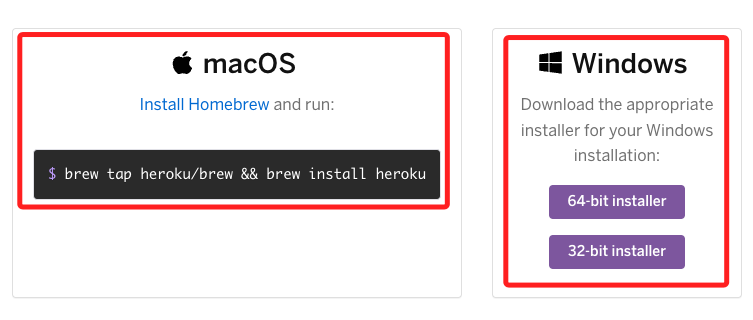 macOS
Install Homebrew and run:
$ brew tap heroku/brew && brew install heroku
Windows
Download the appropriate
installer for your Windows
installation:
64-bit installer
32-bit installer